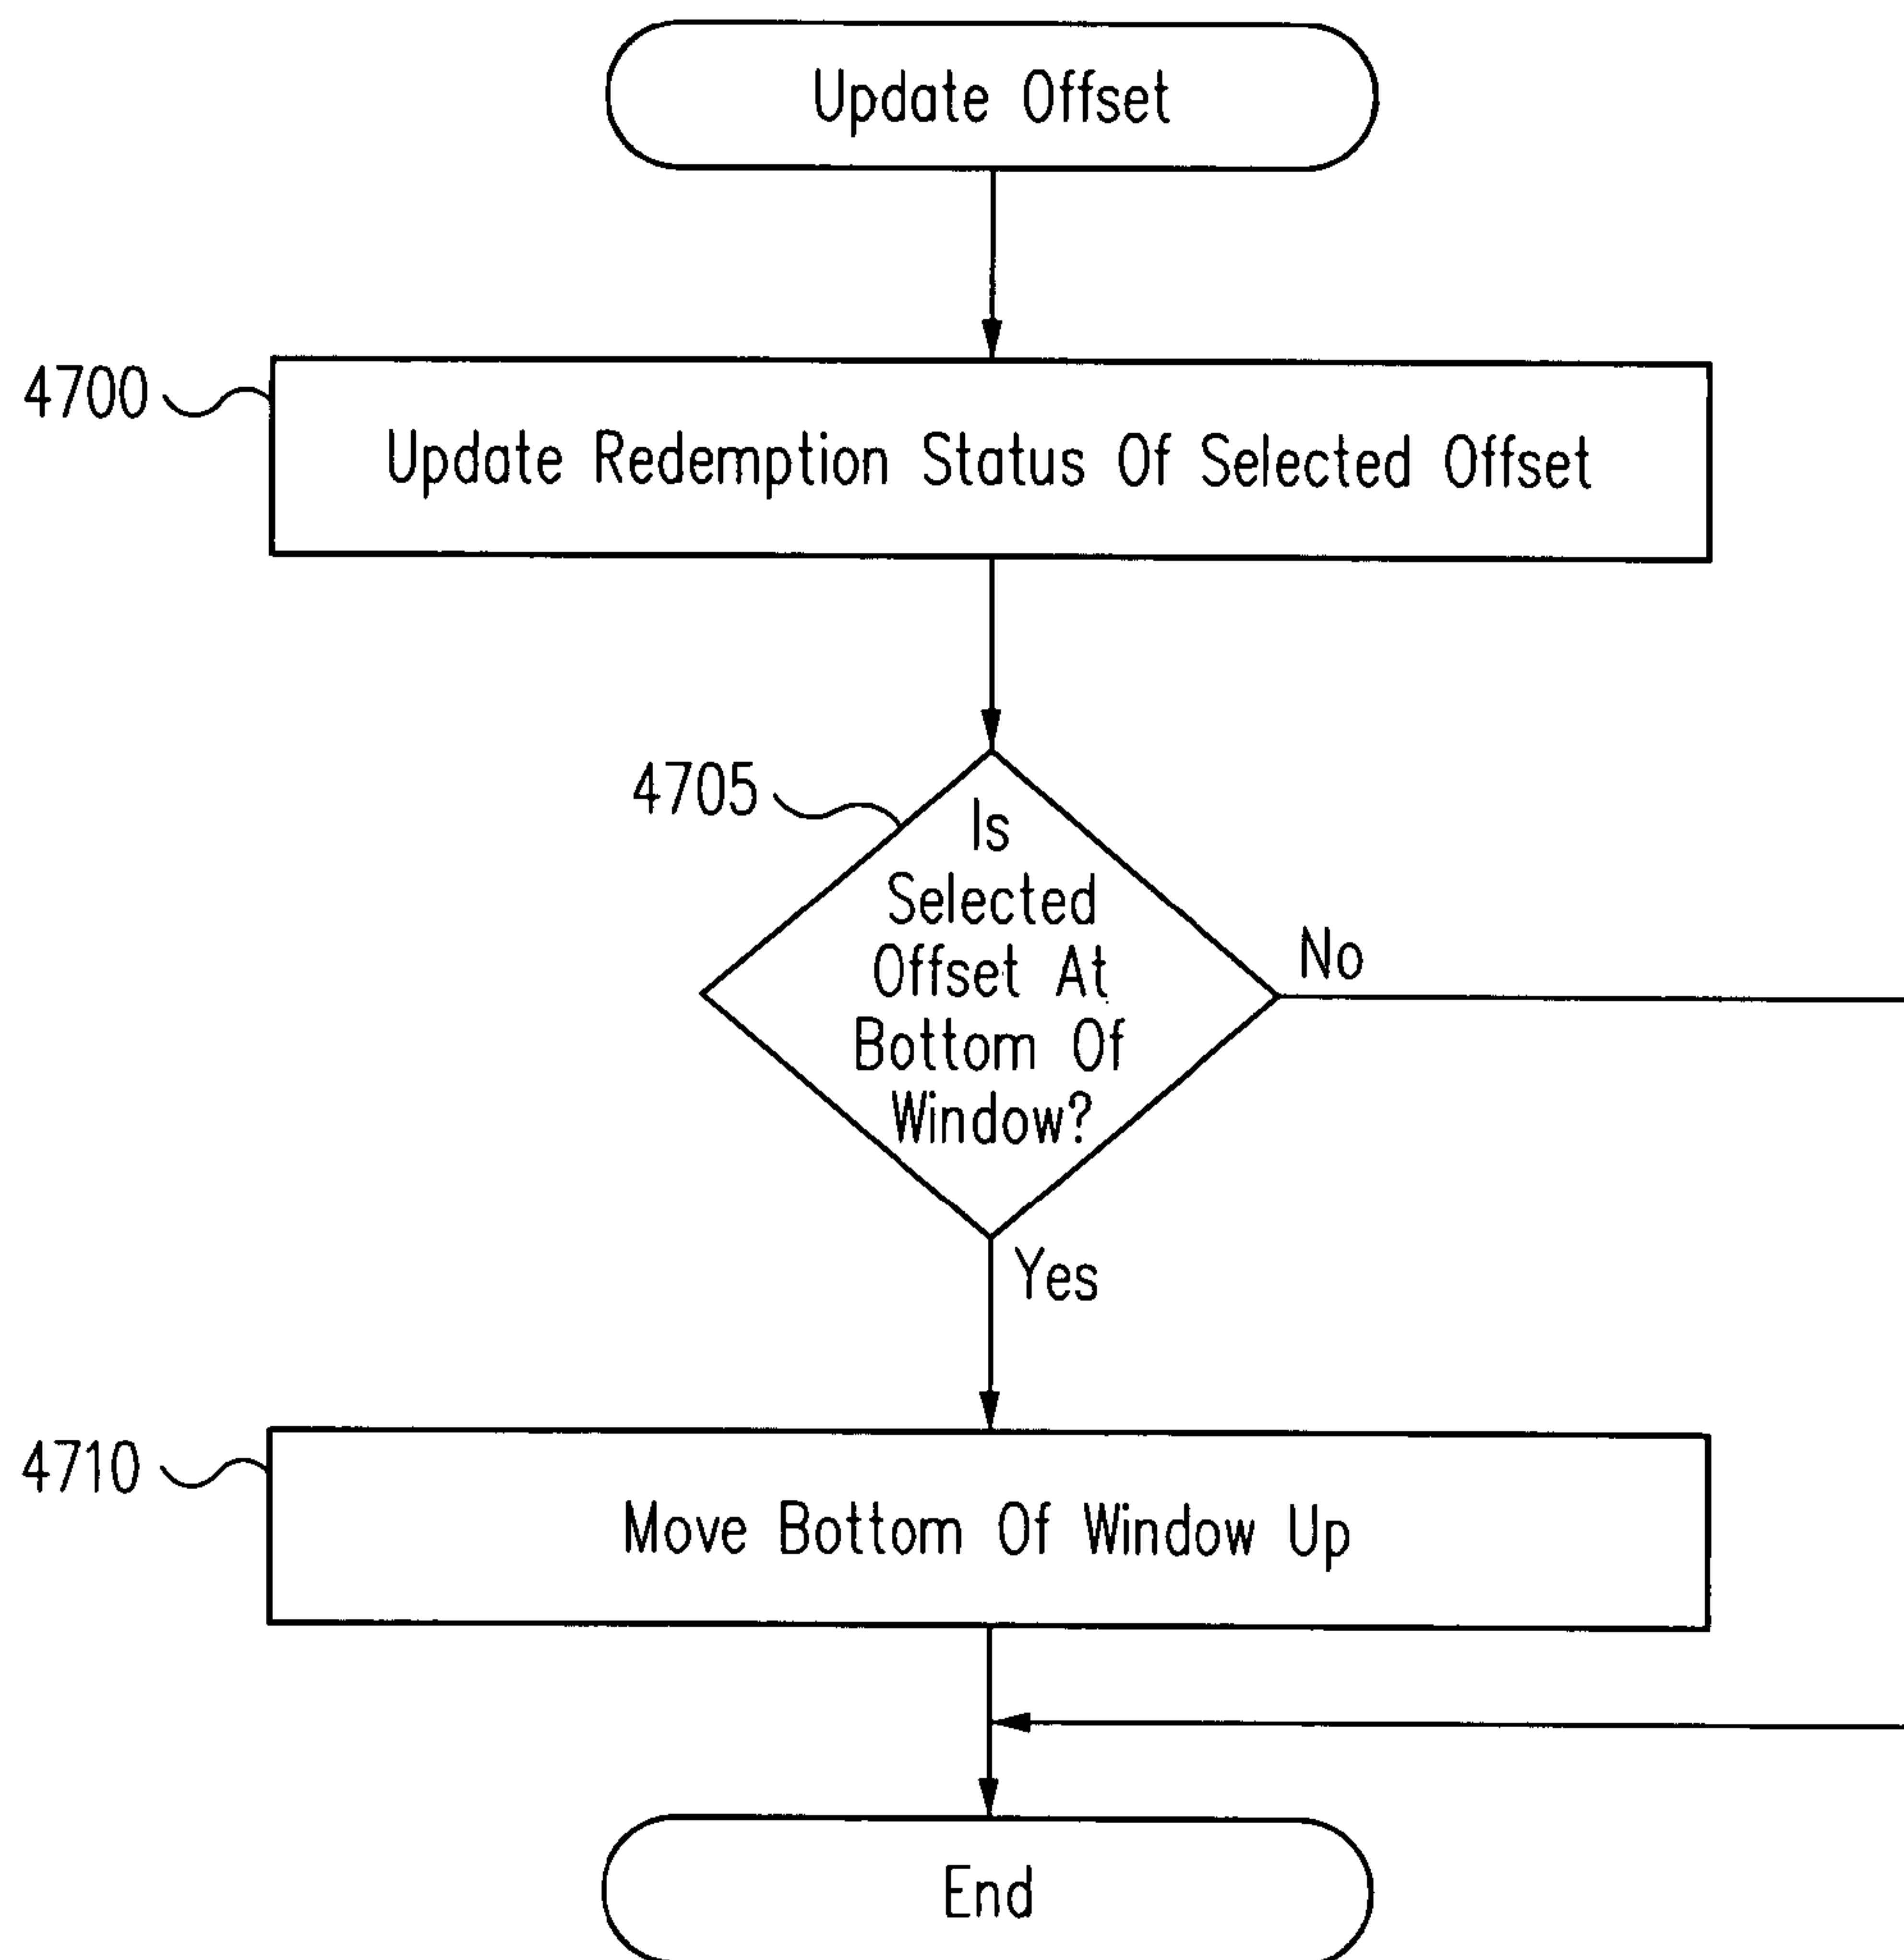 Update Offset
4700
Update Redemption Status Of Selected Offset
4705
Is
Selected
Offset At
Bottom Of
Window?
No
Yes
4710
Move Bottom Of Window Up
End